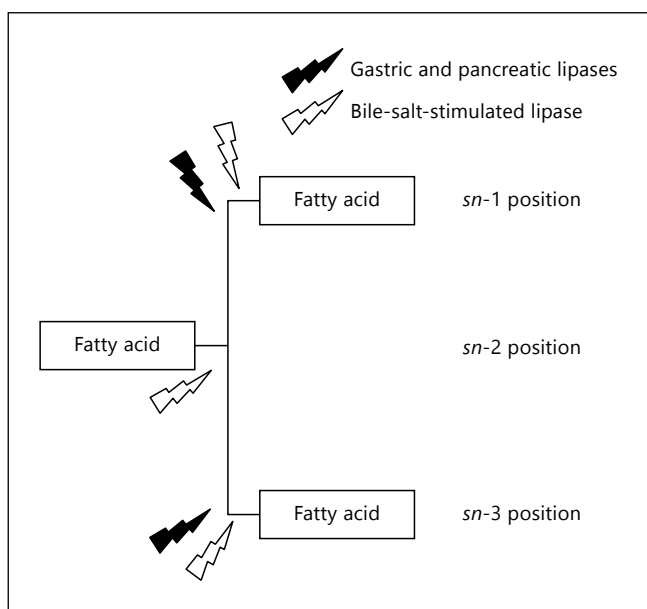 Gastric and pancreatic lipases
Bile-salt-stimulated lipase
Fatty acid
sn-1 position
Fatty acid
sn-2 position
Fatty acid
sn-3 position